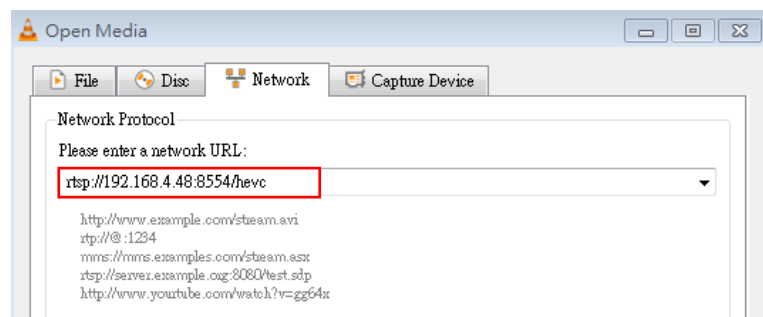 Open Media
File Disc Network Capture Device
Network Protocol
Please enter a network URL:
rtsp://192.168.4.48:8554/hevc
http://www.example.com/stream.avi
rtp://@:1234
mms://mms.examples.com/stream.asx
rtsp://server.example.org:8080/test.sdp
http://www.yourtube.com/watch?v=gg64x